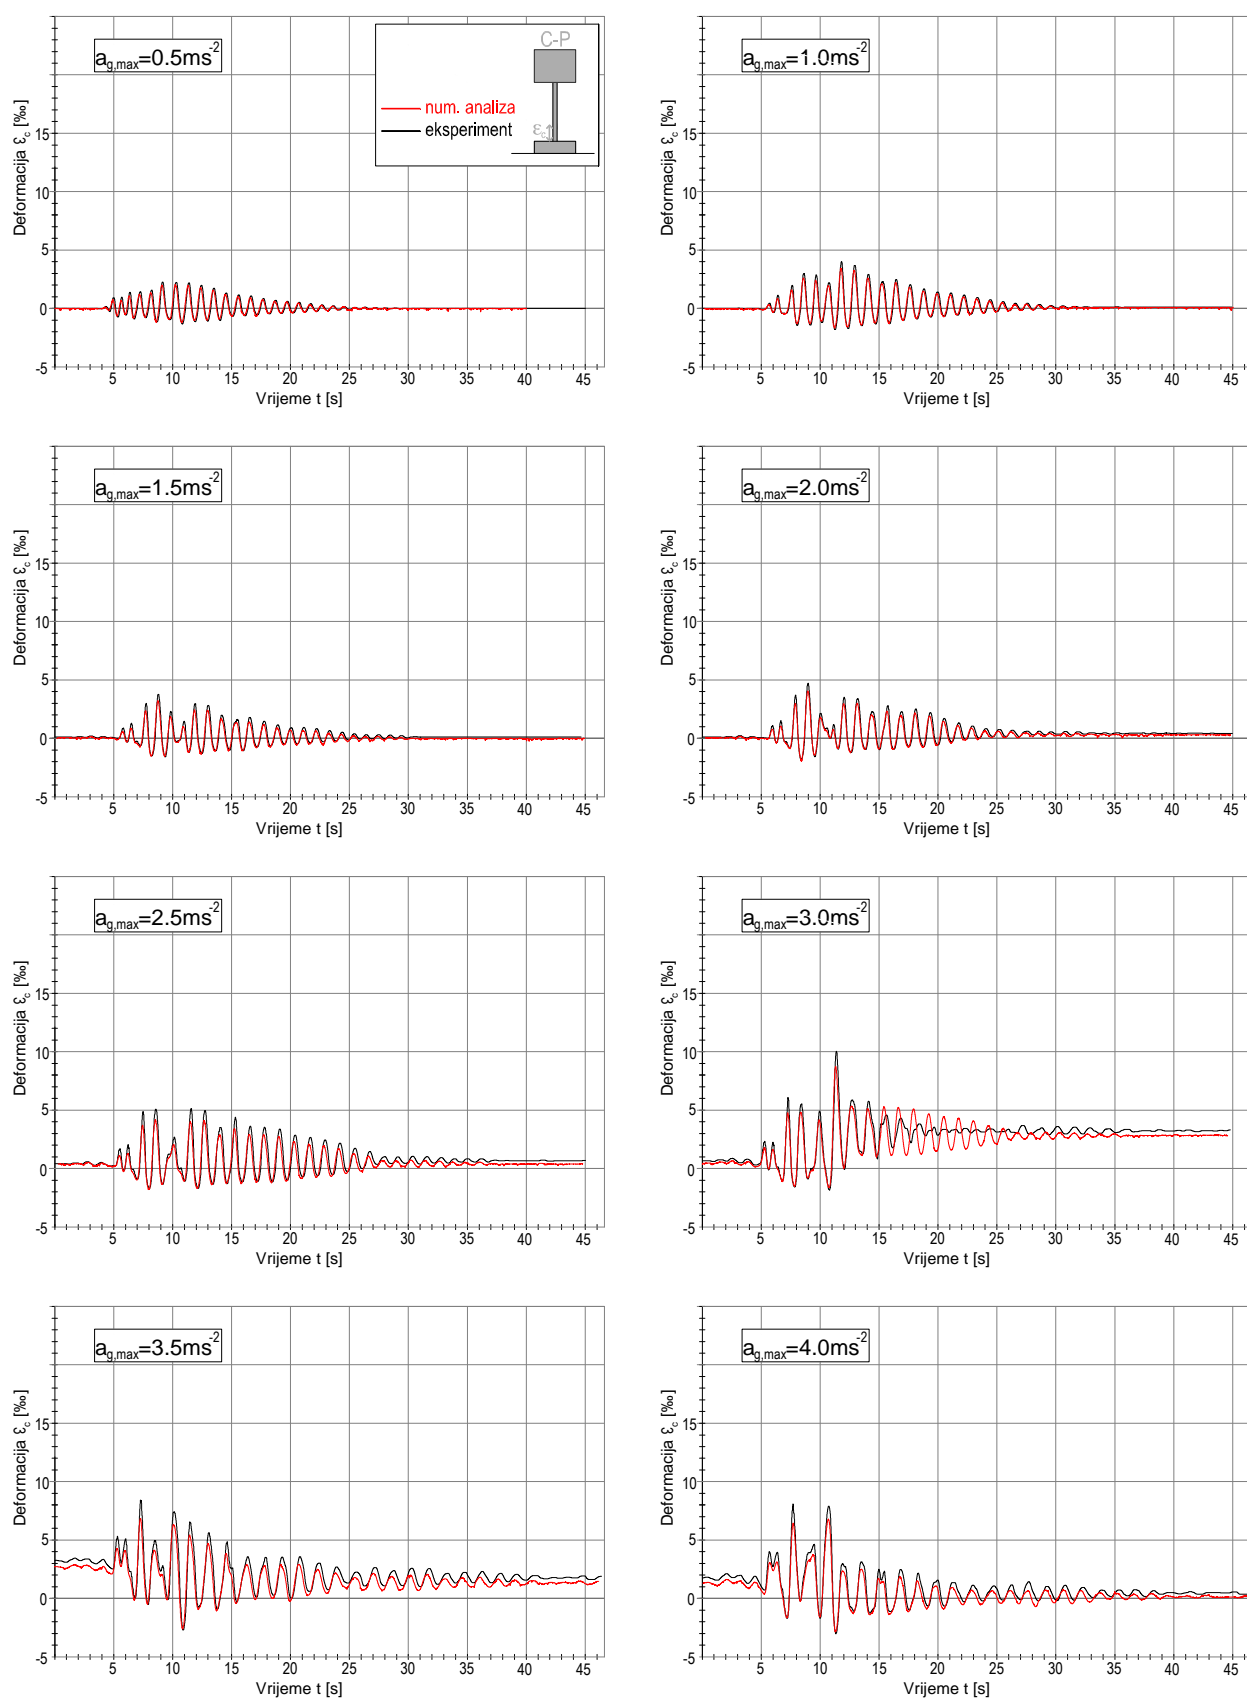 a_g,max=0.5ms^-2
C-P
num. analiza
eksperiment
ε_c
Deformacija ε_c [‰]
15
10
5
0
-5
5 10 15 20 25 30 35 40 45
Vrijeme t [s]
a_g,max=1.0ms^-2
Deformacija ε_c [‰]
15
10
5
0
-5
5 10 15 20 25 30 35 40 45
Vrijeme t [s]
a_g,max=1.5ms^-2
Deformacija ε_c [‰]
15
10
5
0
-5
5 10 15 20 25 30 35 40 45
Vrijeme t [s]
a_g,max=2.0ms^-2
Deformacija ε_c [‰]
15
10
5
0
-5
5 10 15 20 25 30 35 40 45
Vrijeme t [s]
a_g,max=2.5ms^-2
Deformacija ε_c [‰]
15
10
5
0
-5
5 10 15 20 25 30 35 40 45
Vrijeme t [s]
a_g,max=3.0ms^-2
Deformacija ε_c [‰]
15
10
5
0
-5
5 10 15 20 25 30 35 40 45
Vrijeme t [s]
a_g,max=3.5ms^-2
Deformacija ε_c [‰]
15
10
5
0
-5
5 10 15 20 25 30 35 40 45
Vrijeme t [s]
a_g,max=4.0ms^-2
Deformacija ε_c [‰]
15
10
5
0
-5
5 10 15 20 25 30 35 40 45
Vrijeme t [s]